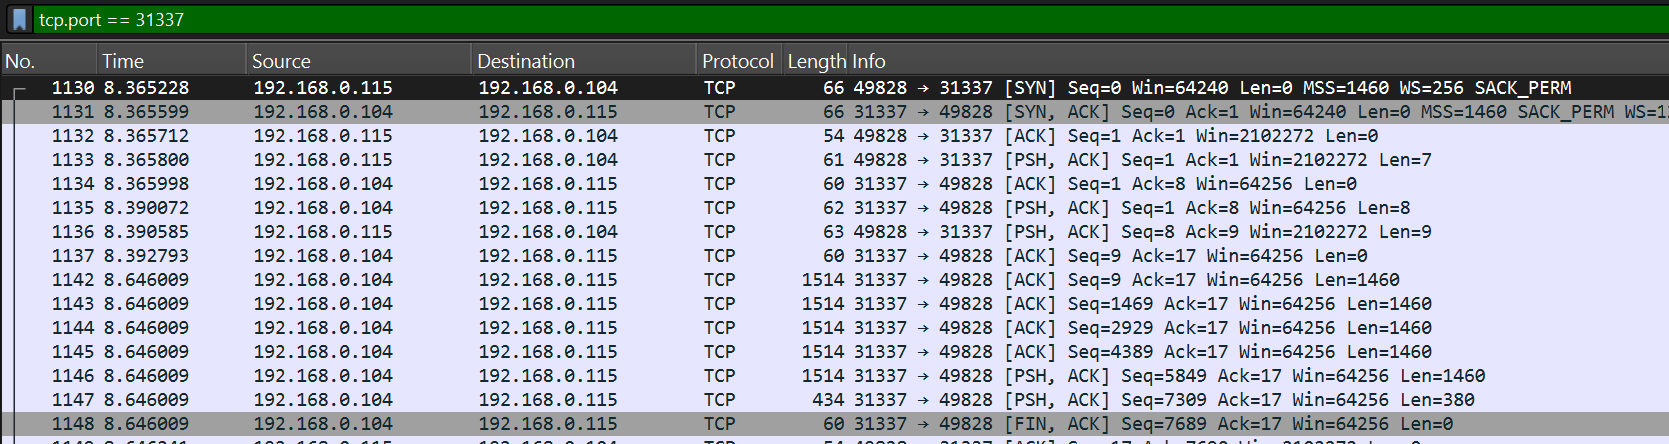 tcp.port == 31337
No. Time Source Destination Protocol Length Info
1130 8.365228 192.168.0.115 192.168.0.104 TCP 66 49828 → 31337 [SYN] Seq=0 Win=64240 Len=0 MSS=1460 WS=256 SACK_PERM
1131 8.365599 192.168.0.104 192.168.0.115 TCP 66 31337 → 49828 [SYN, ACK] Seq=0 Ack=1 Win=64240 Len=0 MSS=1460 SACK_PERM
1132 8.365712 192.168.0.115 192.168.0.104 TCP 54 49828 → 31337 [ACK] Seq=1 Ack=1 Win=2102272 Len=0
1133 8.365800 192.168.0.115 192.168.0.104 TCP 61 49828 → 31337 [PSH, ACK] Seq=1 Ack=1 Win=2102272 Len=7
1134 8.365998 192.168.0.104 192.168.0.115 TCP 60 31337 → 49828 [ACK] Seq=1 Ack=8 Win=64256 Len=0
1135 8.390072 192.168.0.104 192.168.0.115 TCP 62 31337 → 49828 [PSH, ACK] Seq=1 Ack=8 Win=64256 Len=8
1136 8.390585 192.168.0.115 192.168.0.104 TCP 63 49828 → 31337 [PSH, ACK] Seq=8 Ack=9 Win=2102272 Len=9
1137 8.392793 192.168.0.104 192.168.0.115 TCP 60 31337 → 49828 [ACK] Seq=9 Ack=17 Win=64256 Len=0
1142 8.646009 192.168.0.104 192.168.0.115 TCP 1514 31337 → 49828 [ACK] Seq=9 Ack=17 Win=64256 Len=1460
1143 8.646009 192.168.0.104 192.168.0.115 TCP 1514 31337 → 49828 [ACK] Seq=1469 Ack=17 Win=64256 Len=1460
1144 8.646009 192.168.0.104 192.168.0.115 TCP 1514 31337 → 49828 [ACK] Seq=2929 Ack=17 Win=64256 Len=1460
1145 8.646009 192.168.0.104 192.168.0.115 TCP 1514 31337 → 49828 [ACK] Seq=4389 Ack=17 Win=64256 Len=1460
1146 8.646009 192.168.0.104 192.168.0.115 TCP 1514 31337 → 49828 [PSH, ACK] Seq=5849 Ack=17 Win=64256 Len=1460
1147 8.646009 192.168.0.104 192.168.0.115 TCP 434 31337 → 49828 [PSH, ACK] Seq=7309 Ack=17 Win=64256 Len=380
1148 8.646009 192.168.0.104 192.168.0.115 TCP 60 31337 → 49828 [FIN, ACK] Seq=7689 Ack=17 Win=64256 Len=0